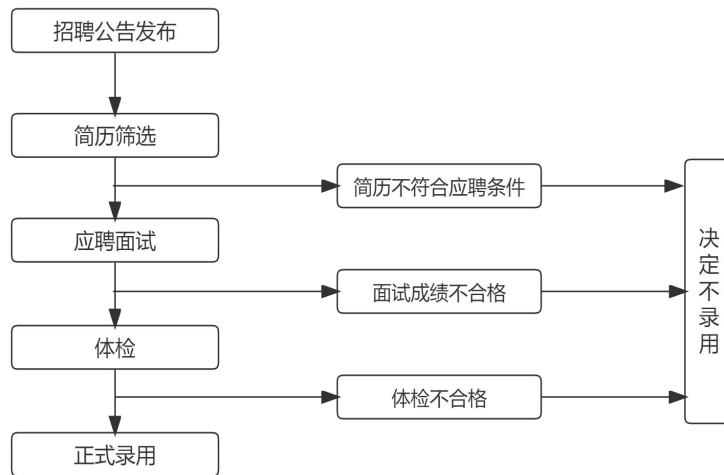 招聘公告发布
简历筛选
简历不符合应聘条件
应聘面试
面试成绩不合格
体检
体检不合格
正式录用
决定不录用